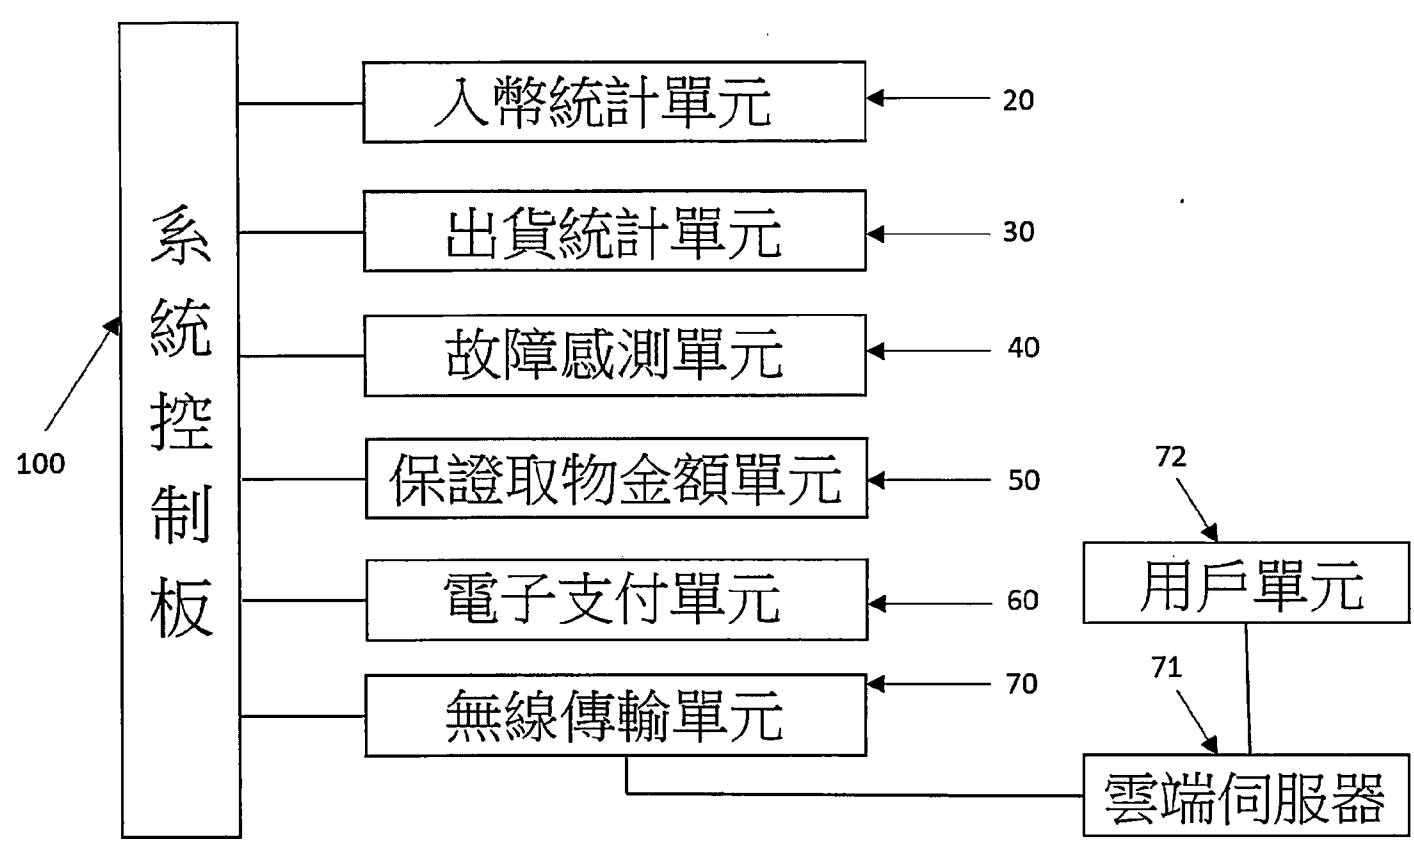 入幣統計單元
20
出貨統計單元
30
故障感測單元
40
系統控制板
100
保證取物金額單元
50
電子支付單元
60
無線傳輸單元
70
72
用戶單元
71
雲端伺服器